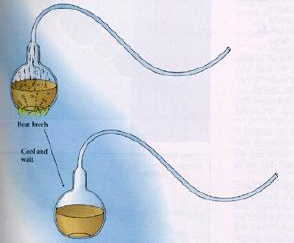 Heat broth
Cool and
wait